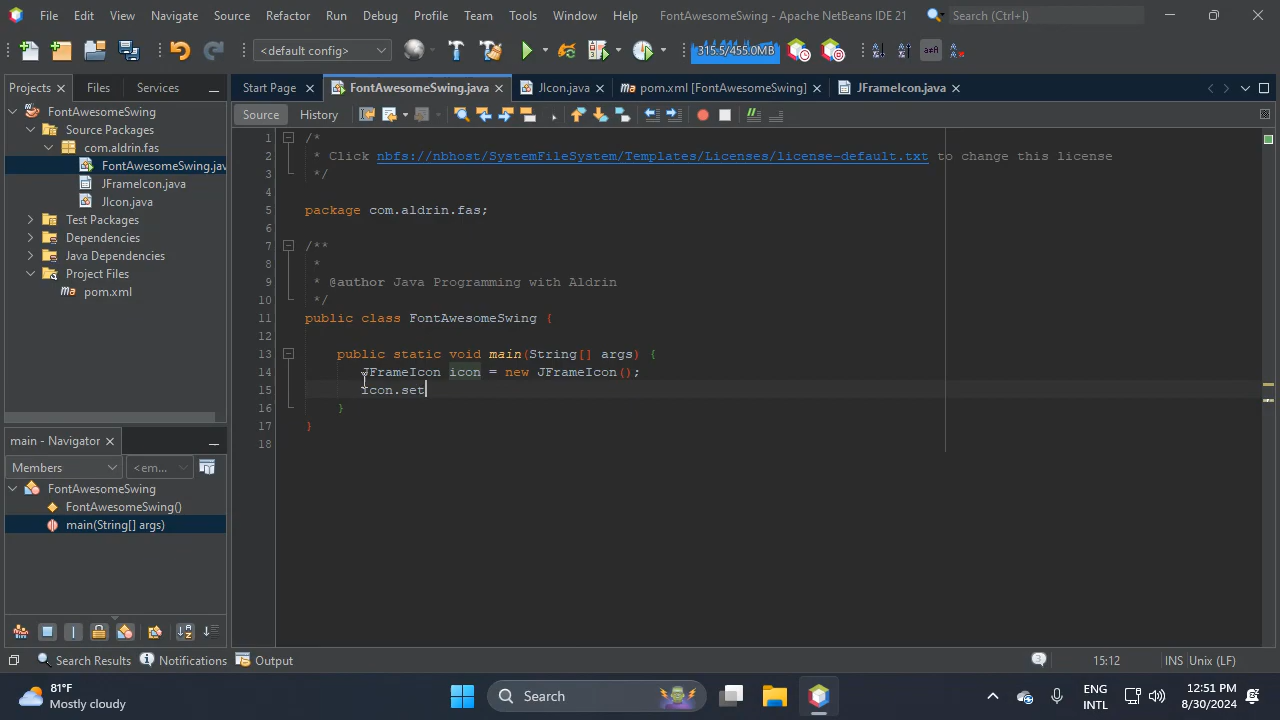 File Edit View Navigate Source Refactor Run Debug Profile Team Tools Window Help FontAwesomeSwing - Apache NetBeans IDE 21 Search (Ctrl+I)
<default config> 315.5/455.0MB
Projects Files Services Start Page FontAwesomeSwing.java JIcon.java pom.xml [FontAwesomeSwing] JFrameIcon.java
FontAwesomeSwing
Source Packages
com.aldrin.fas
FontAwesomeSwing.jav
JFrameIcon.java
JIcon.java
Test Packages
Dependencies
Java Dependencies
Project Files
pom.xml
Source History
1 /*
2 * Click nbfs://nbhost/SystemFileSystem/Templates/Licenses/license-default.txt to change this license
3 */
4
5 package com.aldrin.fas;
6
7 /**
8 *
9 * @author Java Programming with Aldrin
10 */
11 public class FontAwesomeSwing {
12
13 public static void main(String[] args) {
14 JFrameIcon icon = new JFrameIcon();
15 icon.set
16 }
17 }
18
main - Navigator
Members <em...
FontAwesomeSwing
FontAwesomeSwing()
main(String[] args)
Search Results Notifications Output 3 15:12 INS Unix (LF)
81°F
Mostly cloudy
Search
ENG
INTL
12:51 PM
8/30/2024